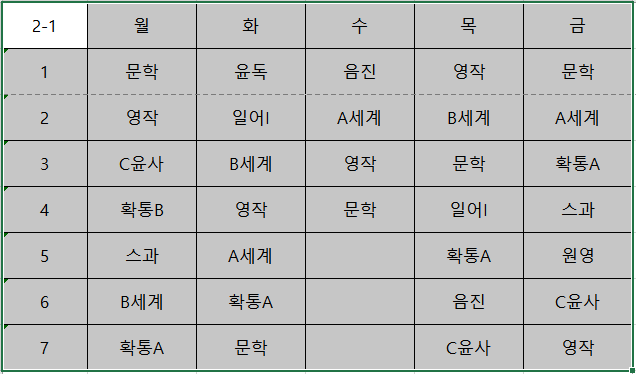 2-1 월 화 수 목 금
1 문학 윤독 음진 영작 문학
2 영작 일어I A세계 B세계 A세계
3 C윤사 B세계 영작 문학 확통A
4 확통B 영작 문학 일어I 스과
5 스과 A세계 확통A 원영
6 B세계 확통A 음진 C윤사
7 확통A 문학 C윤사 영작